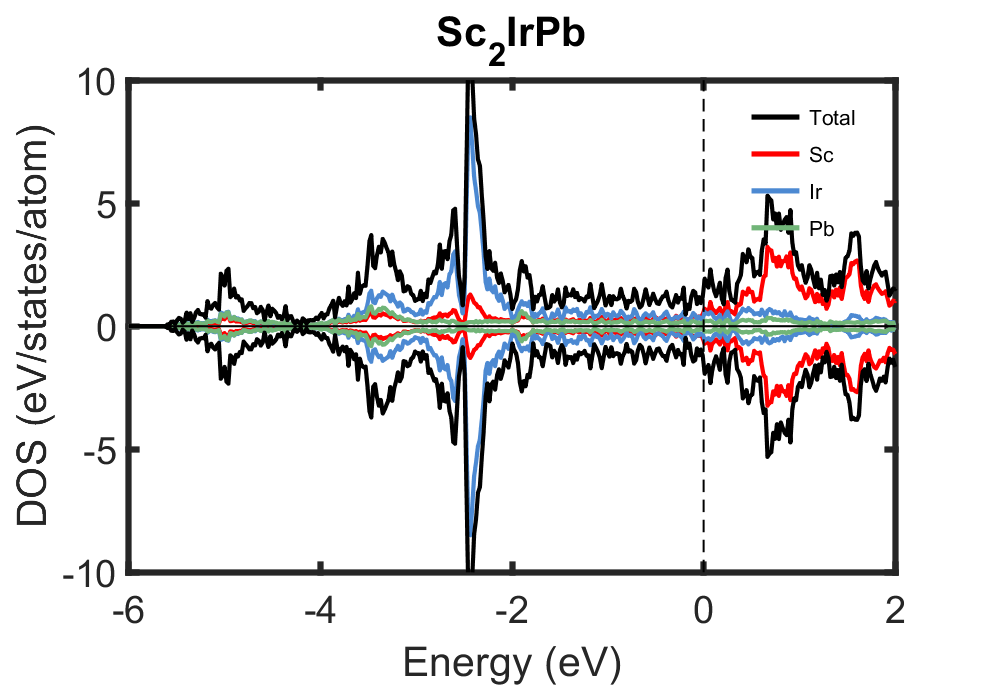 Sc2IrPb
DOS (eV/states/atom)
10
5
0
-5
-10
Total
Sc
Ir
Pb
-6 -4 -2 0 2
Energy (eV)